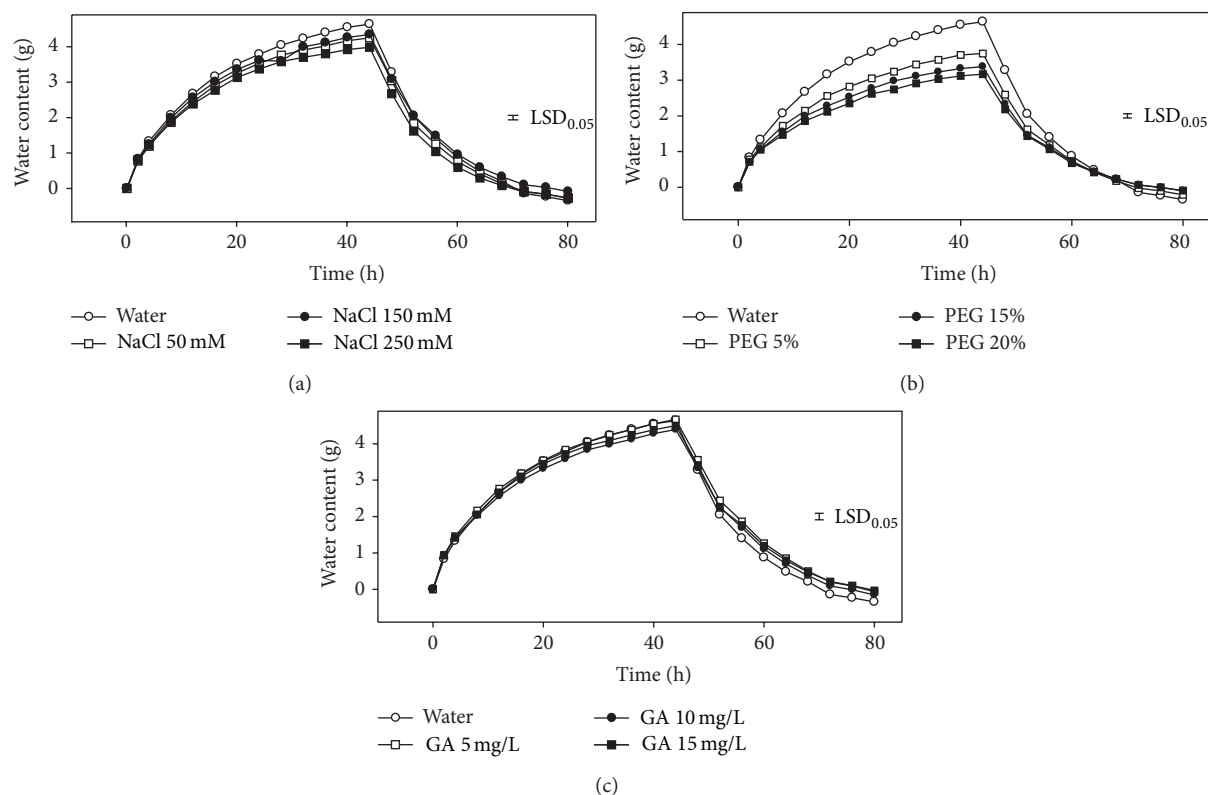 Water content (g)
4
3
2
1
0
LSD0.05
0 20 40 60 80
Time (h)
Water
NaCl 50 mM
NaCl 150 mM
NaCl 250 mM
(a)
Water content (g)
4
3
2
1
0
LSD0.05
0 20 40 60 80
Time (h)
Water
PEG 5%
PEG 15%
PEG 20%
(b)
Water content (g)
4
3
2
1
0
LSD0.05
0 20 40 60 80
Time (h)
Water
GA 5 mg/L
GA 10 mg/L
GA 15 mg/L
(c)